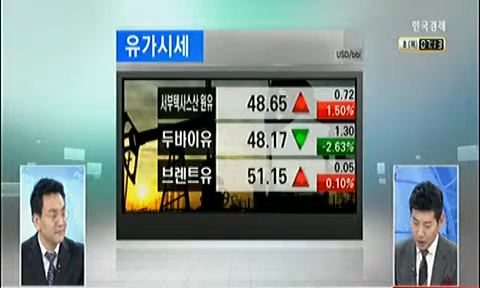 유가시세
한국경제
USD/bbl
서부텍사스산 원유 48.65 ▲ 0.72
1.50%
두바이유 48.17 ▼ 1.30
-2.63%
브렌트유 51.15 ▲ 0.05
0.10%